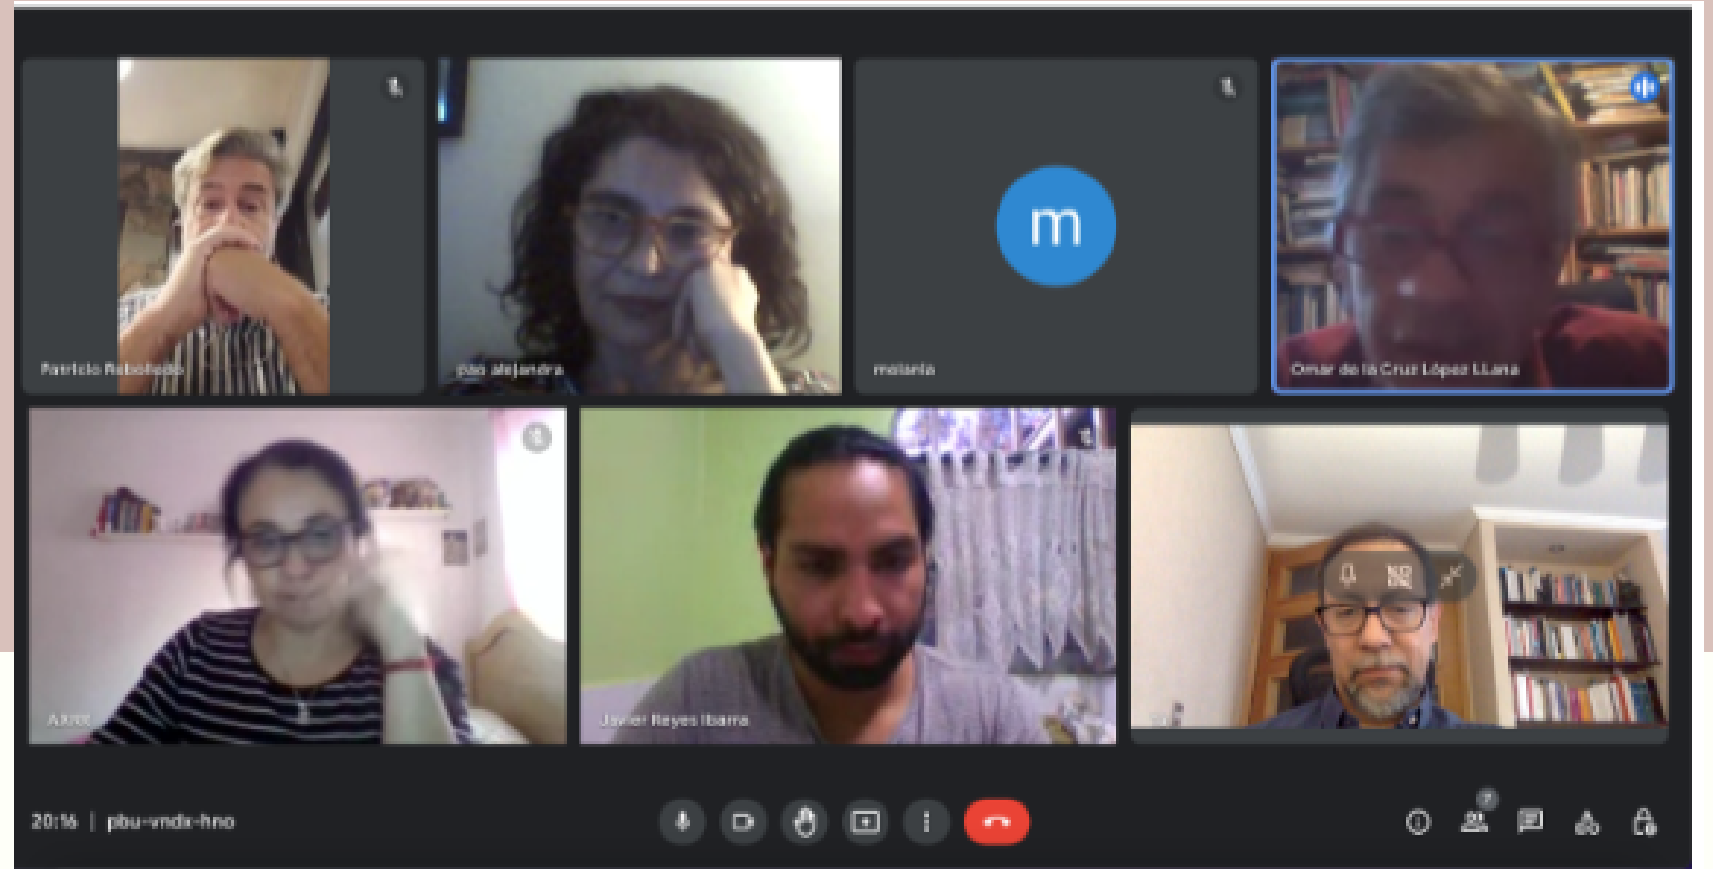 Patricio Rebolledo
pao alejandra
m
melania
Omar de la Cruz López LLana
Javier Reyes Ibarra
20:16 | pbu-vndx-hno
7